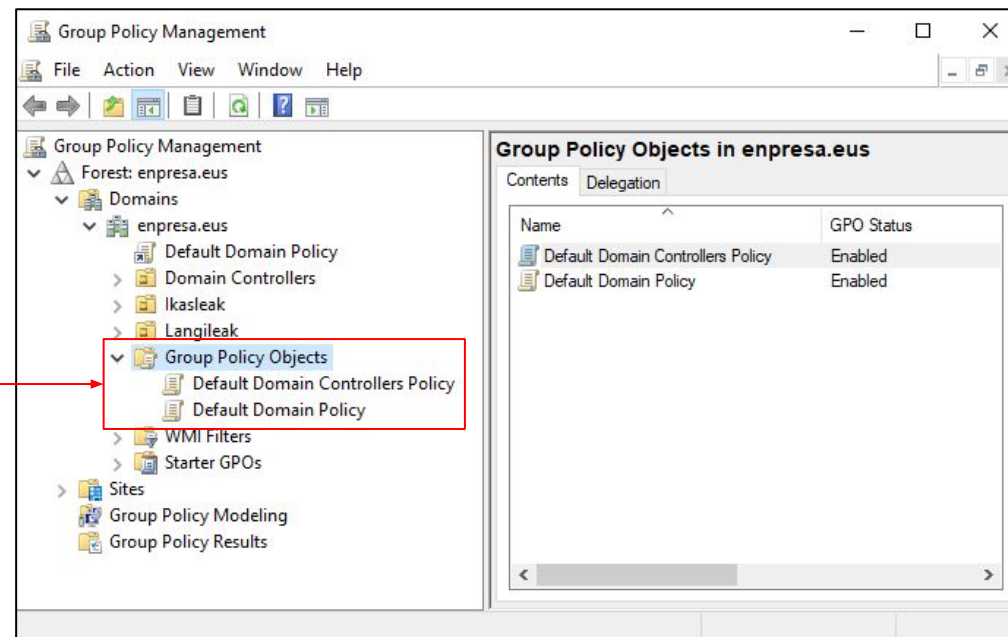 Group Policy Management
File Action View Window Help
Group Policy Management
Forest: enpresa.eus
Domains
enpresa.eus
Default Domain Policy
Domain Controllers
Ikasleak
Langileak
Group Policy Objects
Default Domain Controllers Policy
Default Domain Policy
WMI Filters
Starter GPOs
Sites
Group Policy Modeling
Group Policy Results
Group Policy Objects in enpresa.eus
Contents Delegation
Name GPO Status
Default Domain Controllers Policy Enabled
Default Domain Policy Enabled